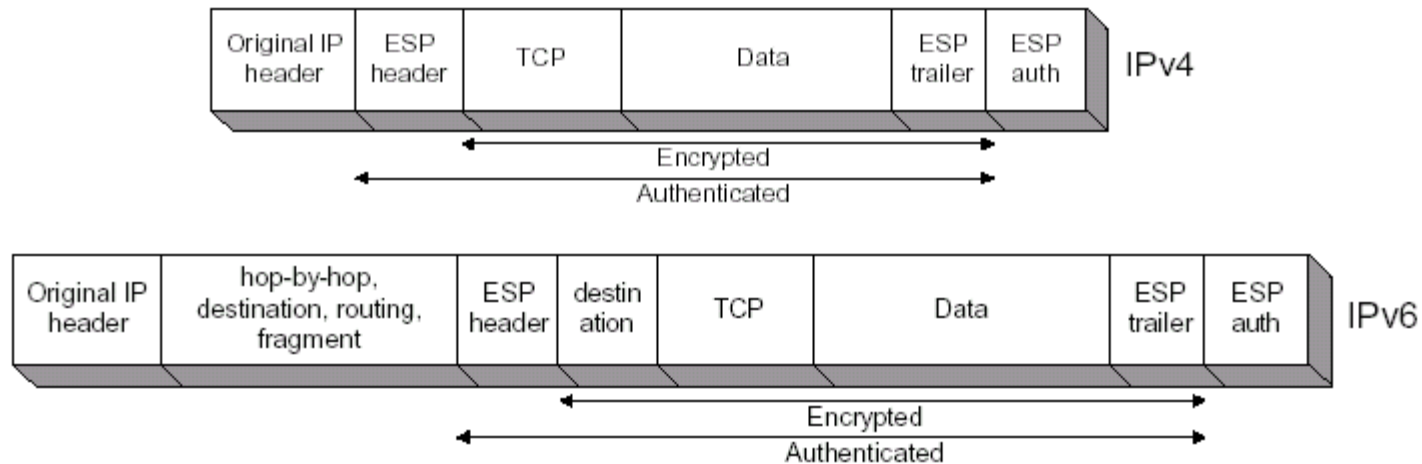 Original IP
header
ESP
header
TCP
Data
ESP
trailer
ESP
auth
IPv4
Encrypted
Authenticated
Original IP
header
hop-by-hop,
destination, routing,
fragment
ESP
header
destin
ation
TCP
Data
ESP
trailer
ESP
auth
IPv6
Encrypted
Authenticated